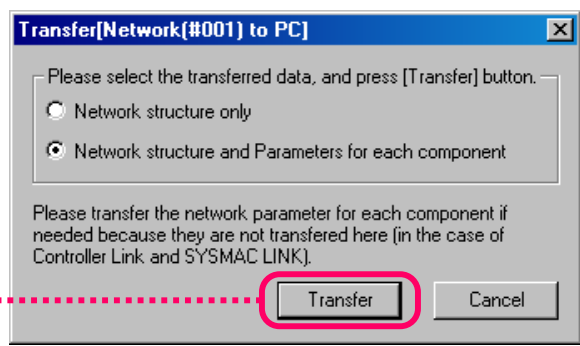 Transfer[Network(#001) to PC]
Please select the transferred data, and press [Transfer] button.
Network structure only
Network structure and Parameters for each component
Please transfer the network parameter for each component if
needed because they are not transfered here (in the case of
Controller Link and SYSMAC LINK).
Transfer Cancel